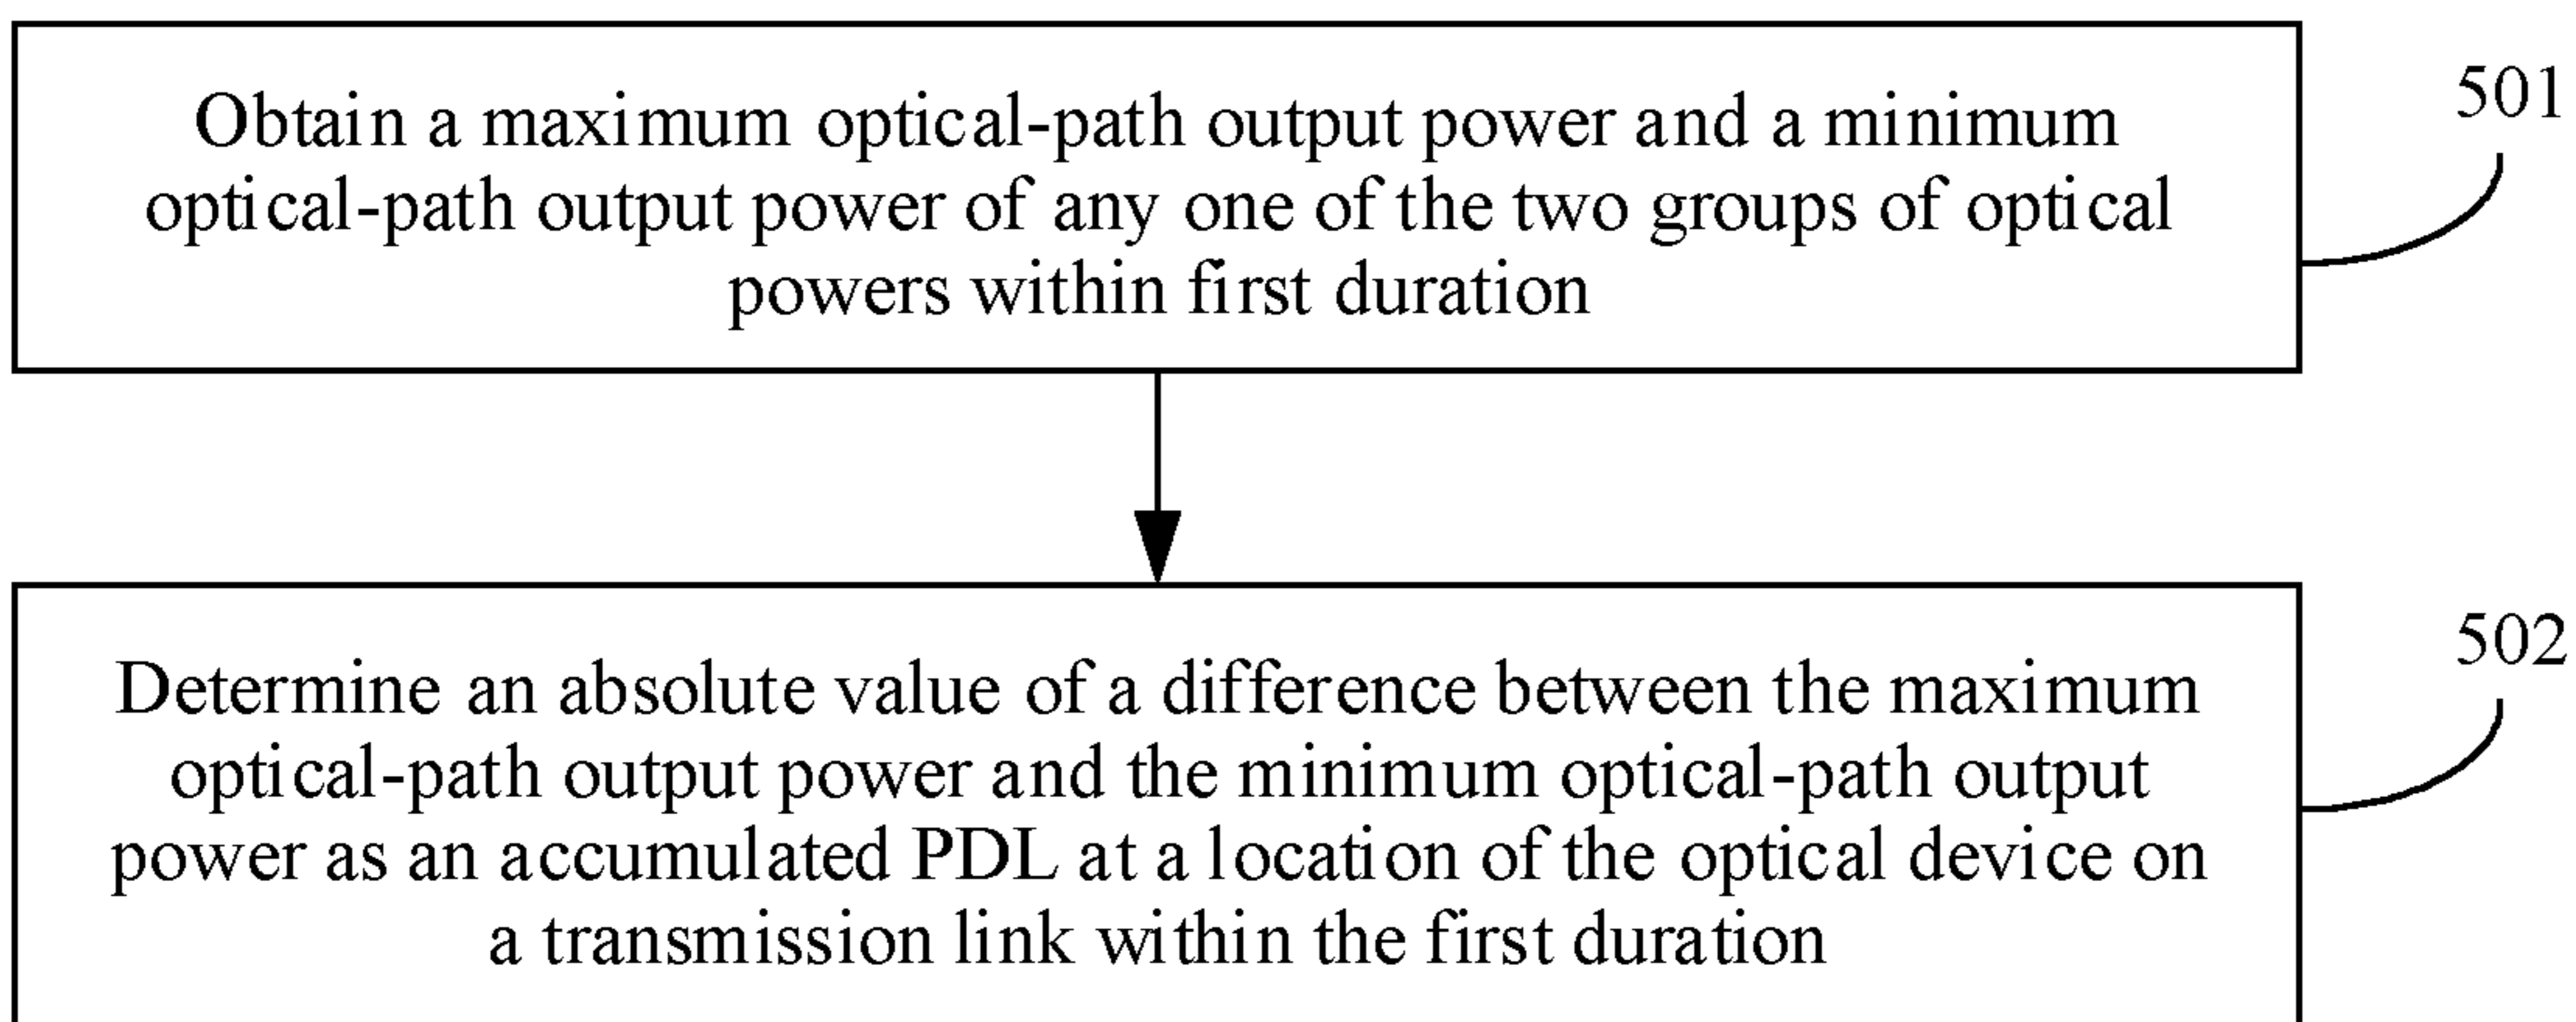 Obtain a maximum optical-path output power and a minimum
optical-path output power of any one of the two groups of optical
powers within first duration
501
Determine an absolute value of a difference between the maximum
optical-path output power and the minimum optical-path output
power as an accumulated PDL at a location of the optical device on
a transmission link within the first duration
502